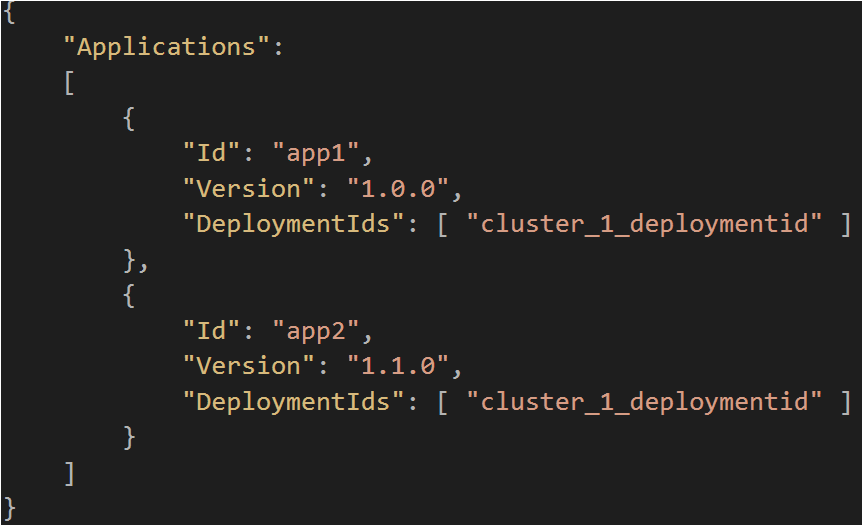 {
    "Applications":
    [
        {
            "Id": "app1",
            "Version": "1.0.0",
            "DeploymentIds": [ "cluster_1_deploymentid" ]
        },
        {
            "Id": "app2",
            "Version": "1.1.0",
            "DeploymentIds": [ "cluster_1_deploymentid" ]
        }
    ]
}